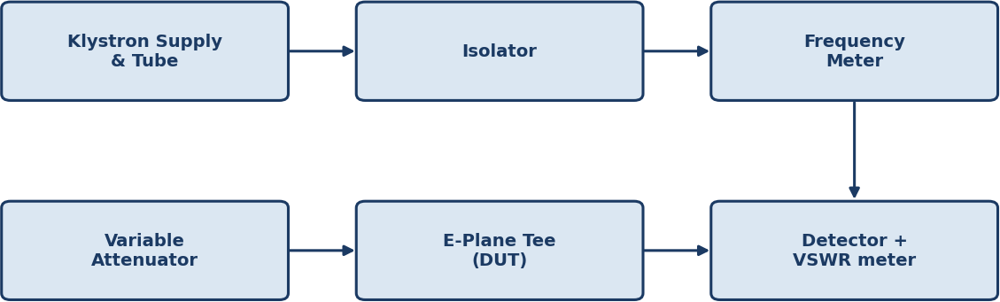 Klystron Supply
& Tube
Isolator
Frequency
Meter
Variable
Attenuator
E-Plane Tee
(DUT)
Detector +
VSWR meter